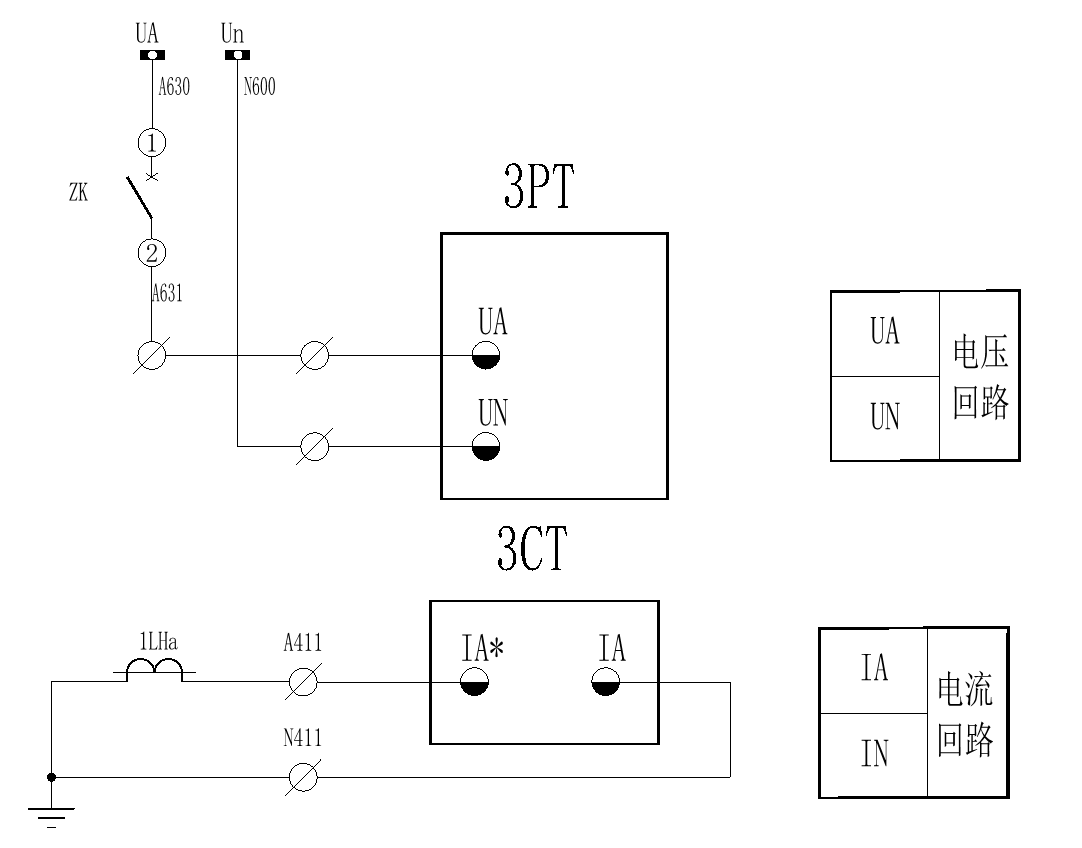 UA
Un
A630
N600
1
ZK
2
A631
3PT
UA
UN
UA
UN
电压
回路
3CT
1LHa
A411
IA*
IA
N411
IA
IN
电流
回路